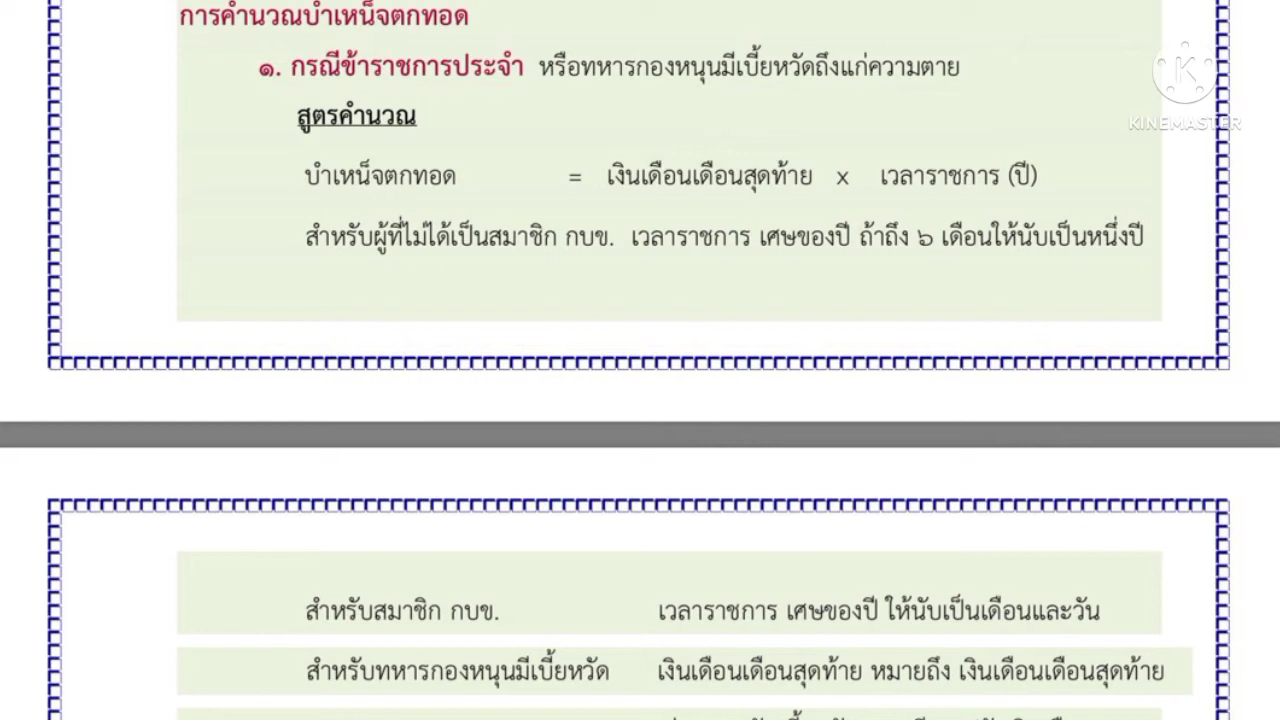 การคำนวณบำเหน็จตกทอด
๑. กรณีข้าราชการประจำ หรือทหารกองหนุนมีเบี้ยหวัดถึงแก่ความตาย
KINEMASTER
สูตรคำนวณ
บำเหน็จตกทอด = เงินเดือนเดือนสุดท้าย x เวลาราชการ (ปี)
สำหรับผู้ที่ไม่ได้เป็นสมาชิก กบข. เวลาราชการ เศษของปี ถ้าถึง ๖ เดือนให้นับเป็นหนึ่งปี
สำหรับสมาชิก กบข. เวลาราชการ เศษของปี ให้นับเป็นเดือนและวัน
สำหรับทหารกองหนุนมีเบี้ยหวัด เงินเดือนเดือนสุดท้าย หมายถึง เงินเดือนเดือนสุดท้าย